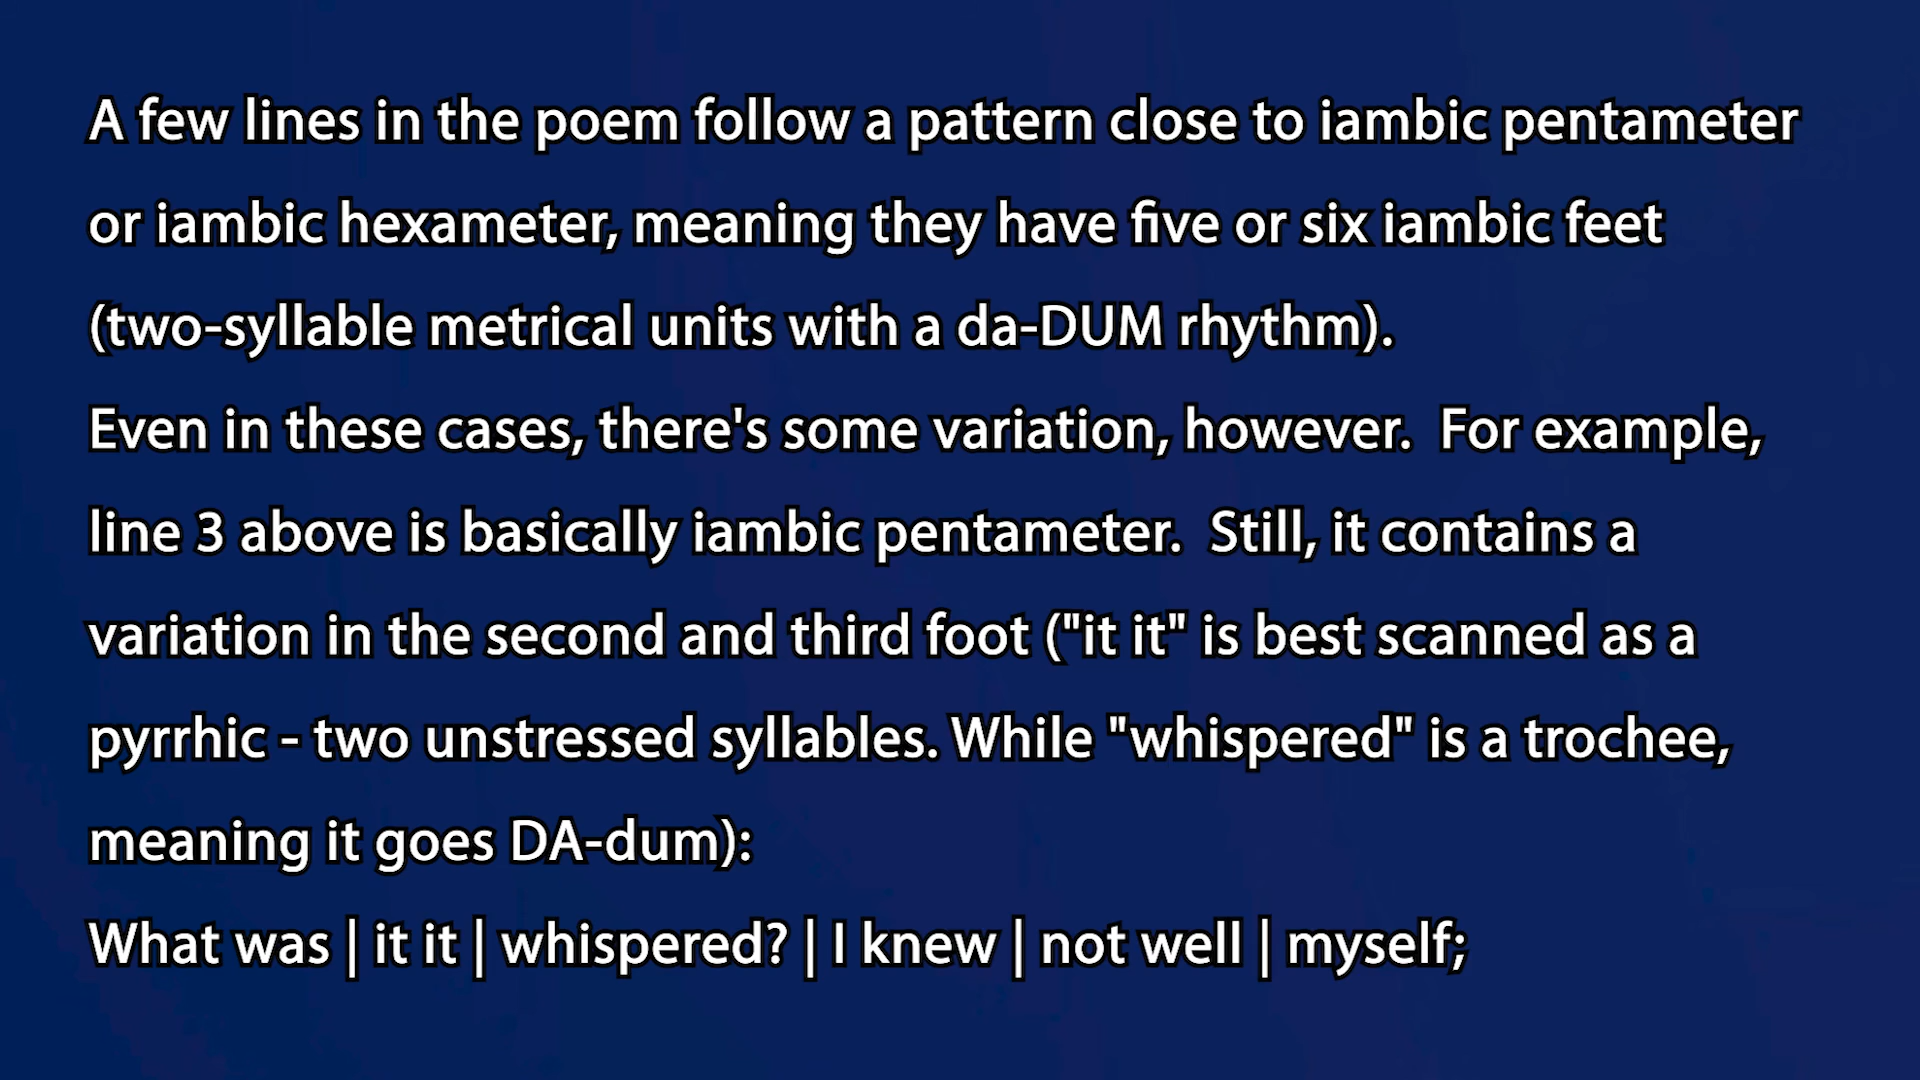 A few lines in the poem follow a pattern close to iambic pentameter
or iambic hexameter, meaning they have five or six iambic feet
(two-syllable metrical units with a da-DUM rhythm).
Even in these cases, there's some variation, however.  For example,
line 3 above is basically iambic pentameter.  Still, it contains a
variation in the second and third foot ("it it" is best scanned as a
pyrrhic - two unstressed syllables. While "whispered" is a trochee,
meaning it goes DA-dum):
What was | it it | whispered? | I knew | not well | myself;